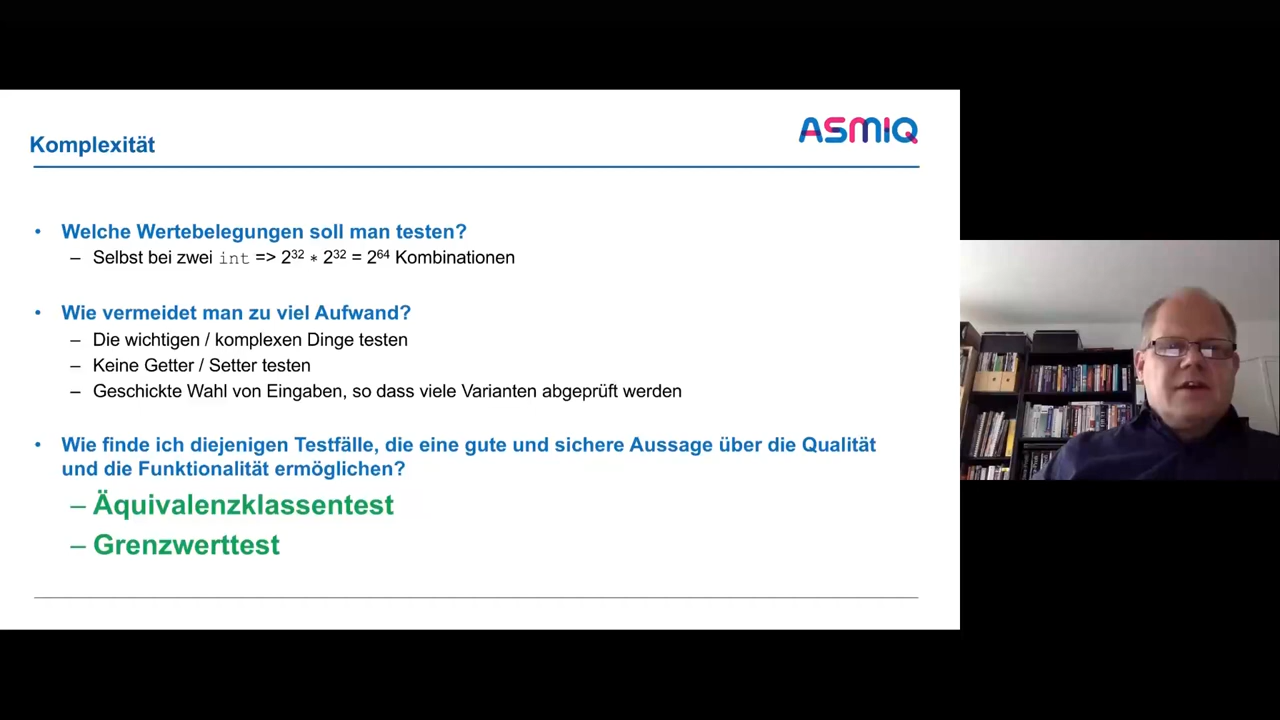 Komplexität
ASMIQ
• Welche Wertebelegungen soll man testen?
– Selbst bei zwei int => 2³² * 2³² = 2⁶⁴ Kombinationen
• Wie vermeidet man zu viel Aufwand?
– Die wichtigen / komplexen Dinge testen
– Keine Getter / Setter testen
– Geschickte Wahl von Eingaben, so dass viele Varianten abgeprüft werden
• Wie finde ich diejenigen Testfälle, die eine gute und sichere Aussage über die Qualität
und die Funktionalität ermöglichen?
– Äquivalenzklassentest
– Grenzwerttest